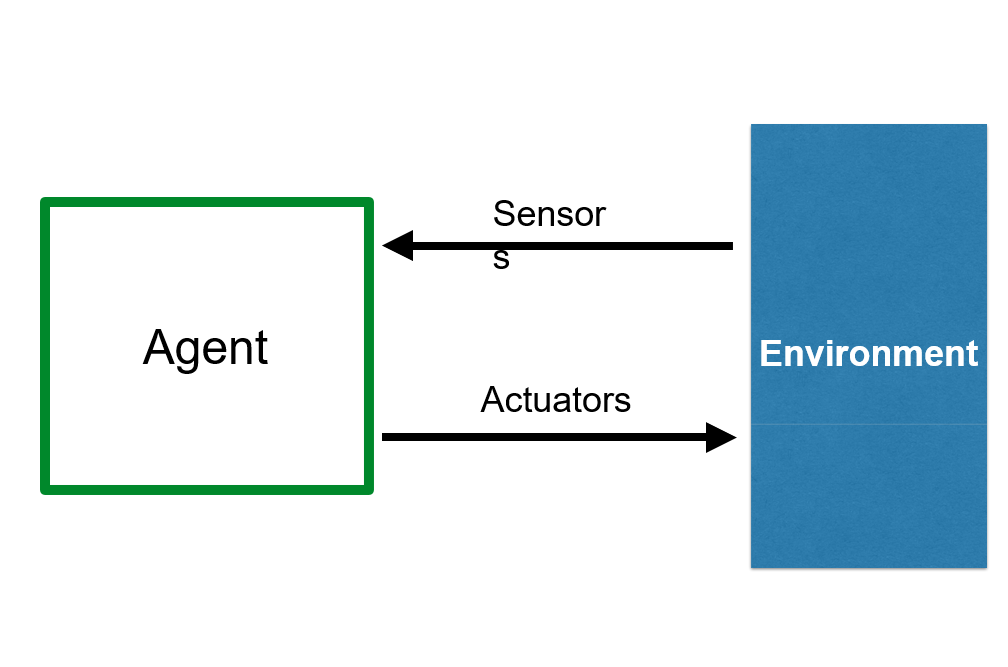 Sensor
s
Agent
Environment
Actuators